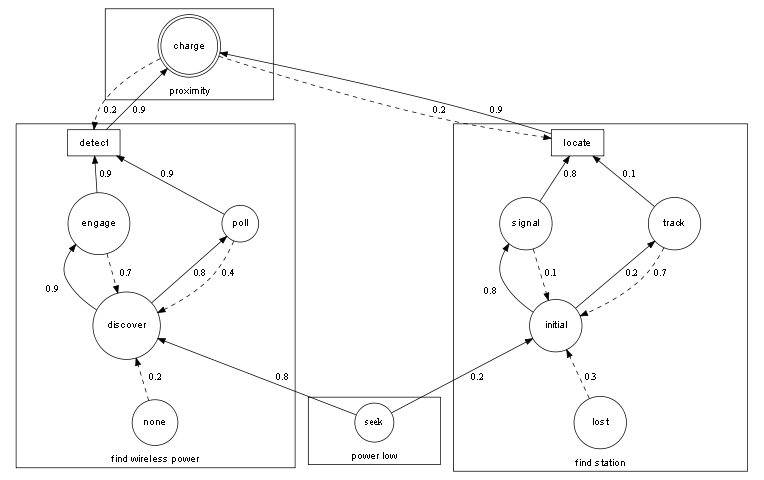 charge
proximity
0.2
0.9
0.2
0.9
detect
locate
0.9
0.9
0.8
0.1
engage
poll
signal
track
0.7
0.8
0.4
0.1
0.2
0.7
0.9
0.8
discover
initial
0.2
0.8
0.2
0.3
none
seek
lost
find wireless power
power low
find station